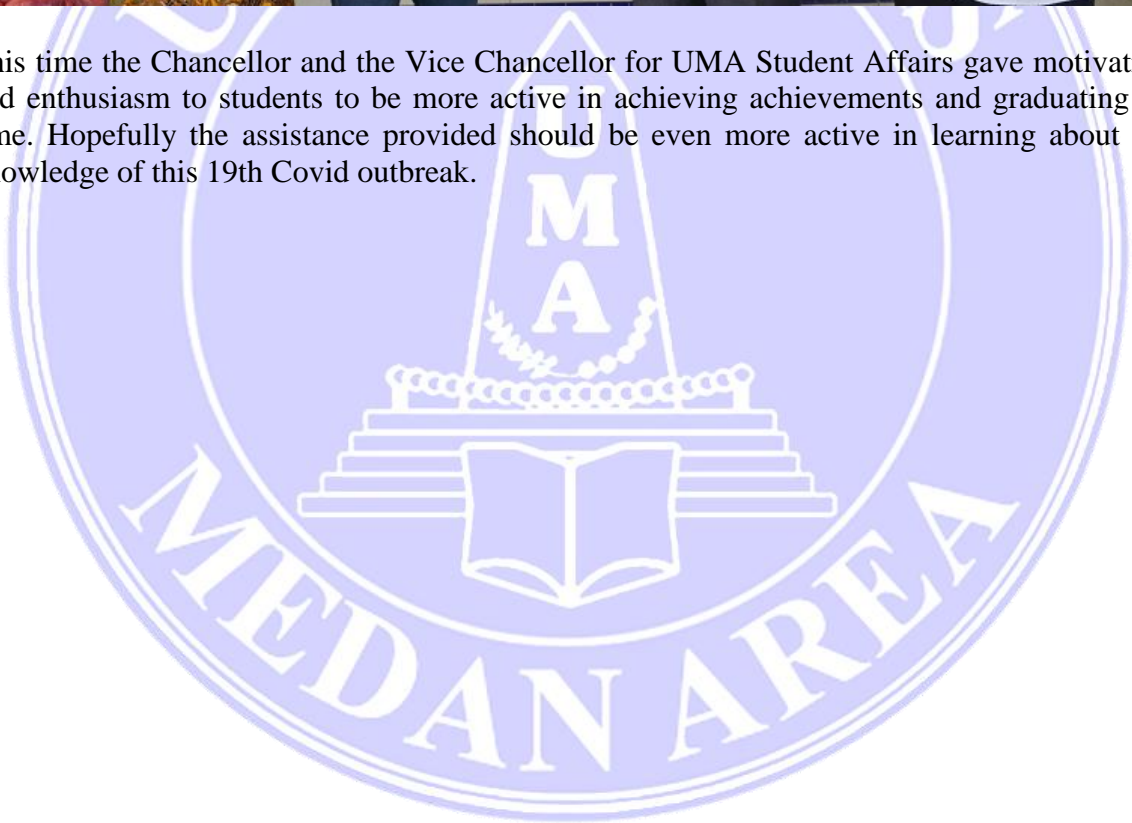 his time the Chancellor and the Vice Chancellor for UMA Student Affairs gave motivat
d enthusiasm to students to be more active in achieving achievements and graduating
me. Hopefully the assistance provided should be even more active in learning about
owledge of this 19th Covid outbreak.
U
M
A
MEDAN AREA